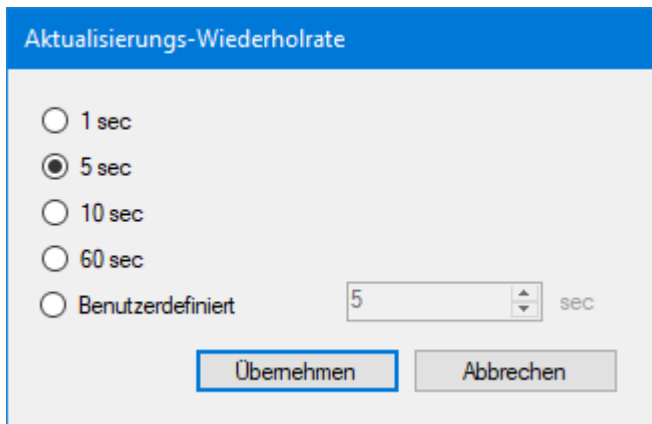 Aktualisierungs-Wiederholrate
1 sec
5 sec
10 sec
60 sec
Benutzerdefiniert 5 sec
Übernehmen Abbrechen